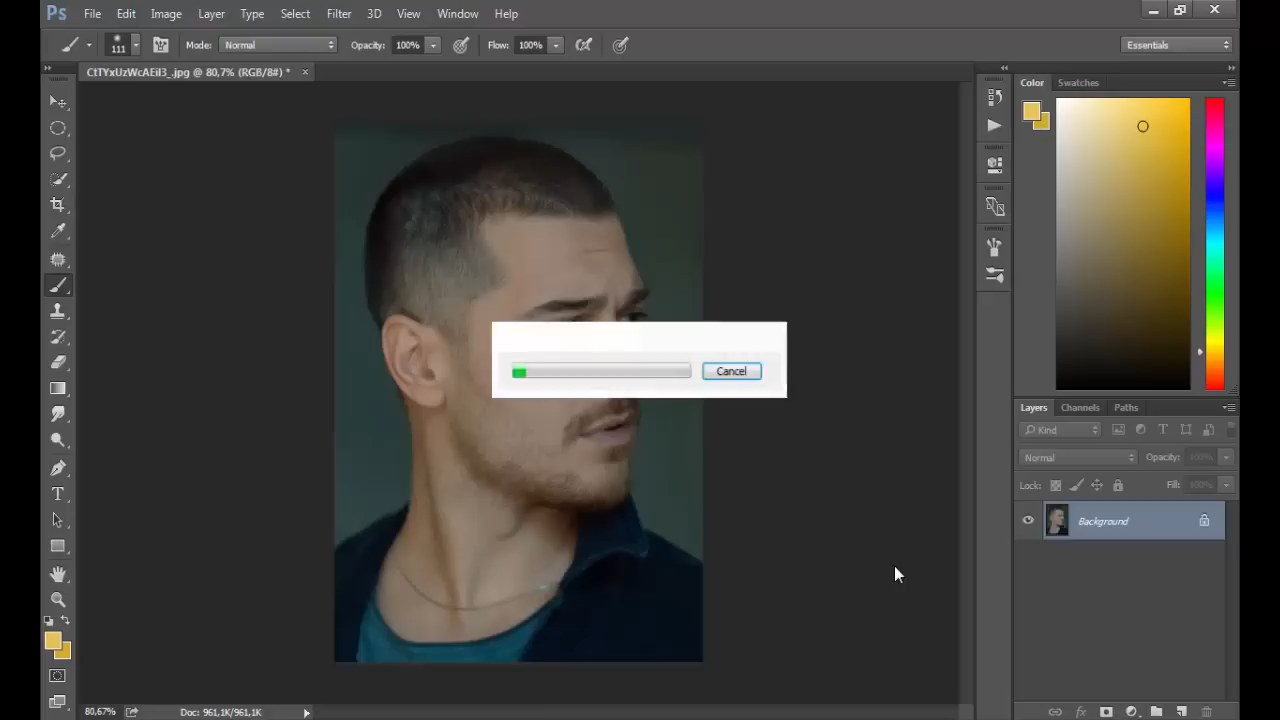 Ps File Edit Image Layer Type Select Filter 3D View Window Help
111 Mode: Normal Opacity: 100% Flow: 100% Essentials
CtTYxUzWcAEiI3_.jpg @ 80,7% (RGB/8#) * ×
Color Swatches
Cancel
Layers Channels Paths
Kind
Normal Opacity: 100%
Lock: Fill: 100%
Background
80,67% Doc: 961,1K/961,1K